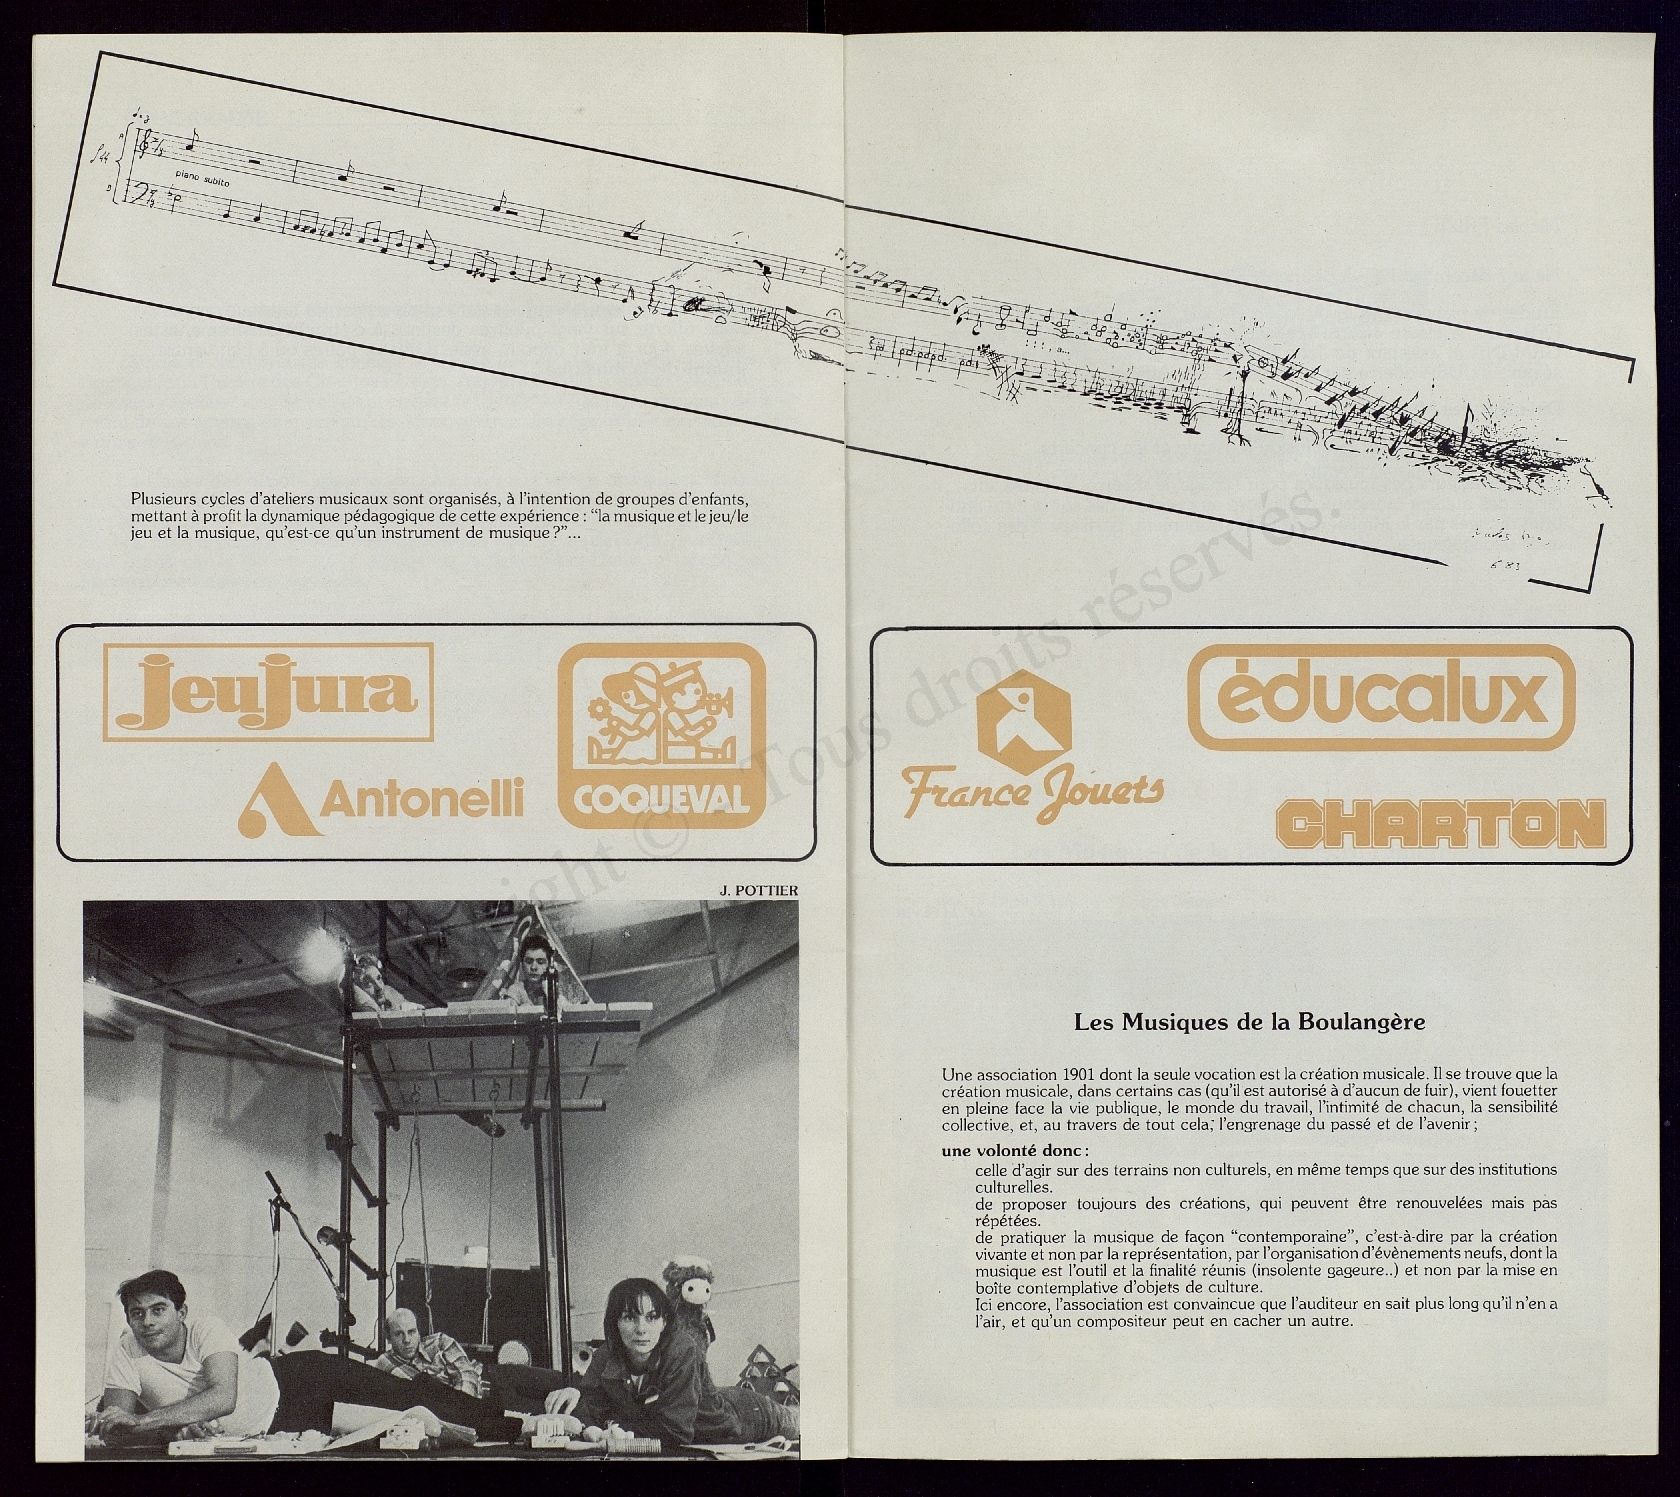 piano subito
Plusieurs cycles d'ateliers musicaux sont organisés, à l'intention de groupes d'enfants,
mettant à profit la dynamique pédagogique de cette expérience : "la musique et le jeu/le
jeu et la musique, qu'est-ce qu'un instrument de musique?"...
JeuJura
Antonelli
COQUEVAL
J. POTTIER
6 83
éducalux
France Jouets
CHARTON
Les Musiques de la Boulangère
Une association 1901 dont la seule vocation est la création musicale. Il se trouve que la
création musicale, dans certains cas (qu'il est autorisé à d'aucun de fuir), vient fouetter
en pleine face la vie publique, le monde du travail, l'intimité de chacun, la sensibilité
collective, et, au travers de tout cela, l'engrenage du passé et de l'avenir ;
une volonté donc :
celle d'agir sur des terrains non culturels, en même temps que sur des institutions
culturelles.
de proposer toujours des créations, qui peuvent être renouvelées mais pas
répétées.
de pratiquer la musique de façon "contemporaine", c'est-à-dire par la création
vivante et non par la représentation, par l'organisation d'évènements neufs, dont la
musique est l'outil et la finalité réunis (insolente gageure..) et non par la mise en
boîte contemplative d'objets de culture.
Ici encore, l'association est convaincue que l'auditeur en sait plus long qu'il n'en a
l'air, et qu'un compositeur peut en cacher un autre.
© Tous droits réservés.